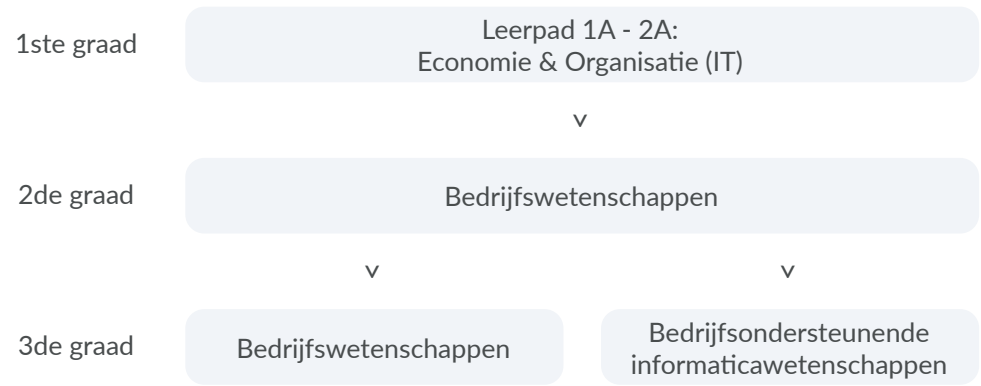 1ste graad
Leerpad 1A - 2A:
Economie & Organisatie (IT)
2de graad
Bedrijfswetenschappen
3de graad
Bedrijfswetenschappen
Bedrijfsondersteunende
informaticawetenschappen